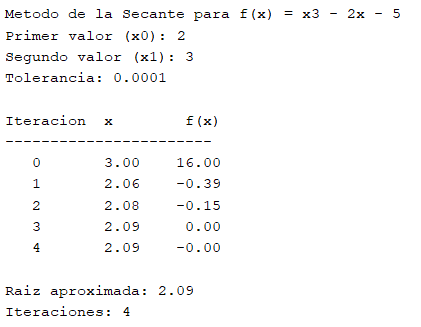 Metodo de la Secante para f(x) = x3 - 2x - 5
Primer valor (x0): 2
Segundo valor (x1): 3
Tolerancia: 0.0001
Iteracion  x        f(x)
-----------------------
0       3.00    16.00
1       2.06    -0.39
2       2.08    -0.15
3       2.09     0.00
4       2.09    -0.00
Raiz aproximada: 2.09
Iteraciones: 4